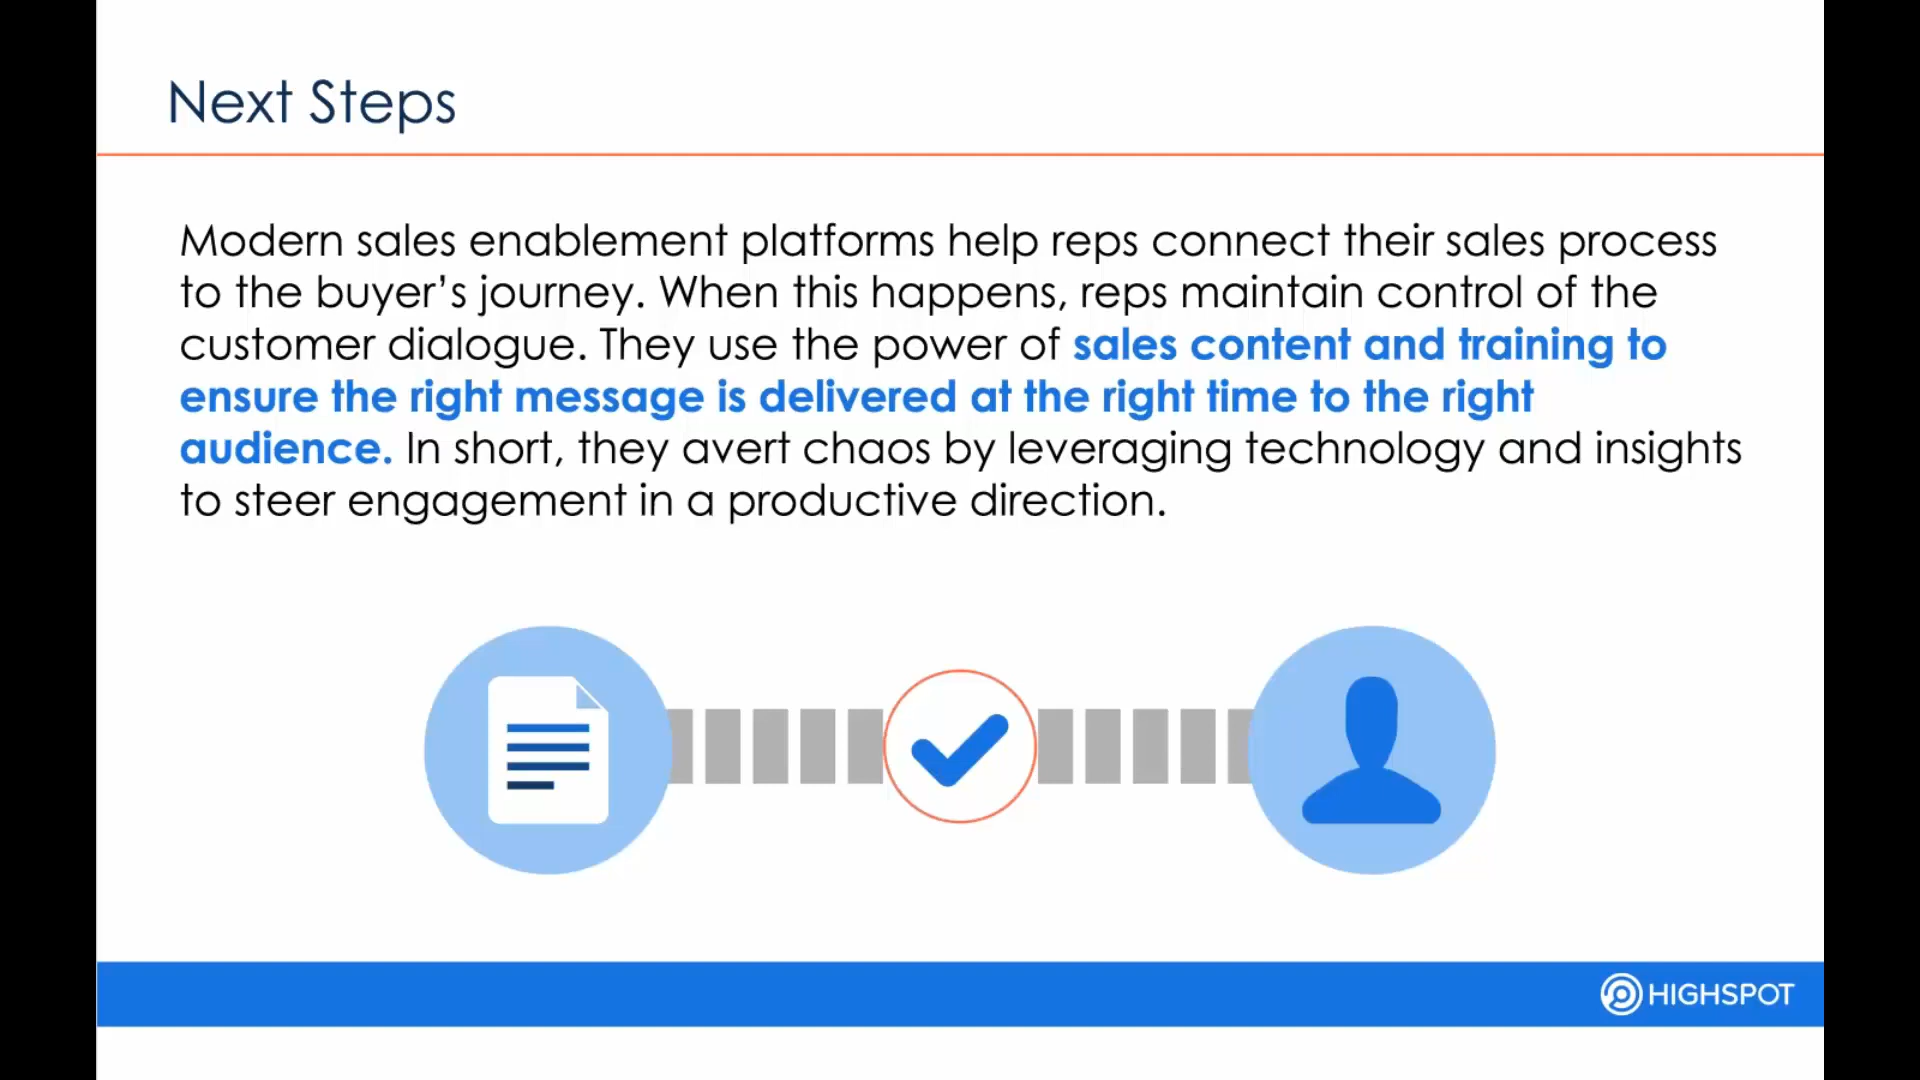 Next Steps
Modern sales enablement platforms help reps connect their sales process
to the buyer’s journey. When this happens, reps maintain control of the
customer dialogue. They use the power of sales content and training to
ensure the right message is delivered at the right time to the right
audience. In short, they avert chaos by leveraging technology and insights
to steer engagement in a productive direction.
HIGHSPOT